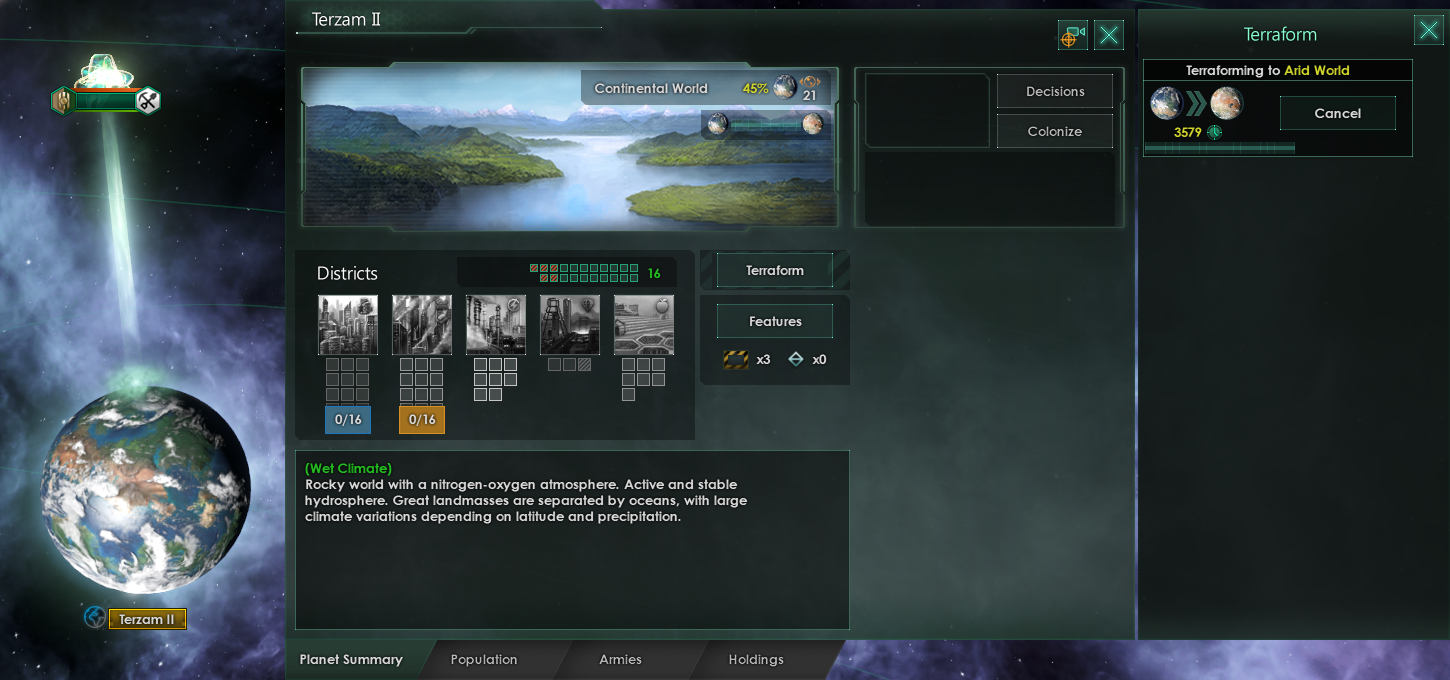 Terzam II
Continental World
45%
21
Decisions
Colonize
Terraform
Terraforming to Arid World
3579
Cancel
Districts
16
Terraform
Features
x3
x0
0/16
0/16
(Wet Climate)
Rocky world with a nitrogen-oxygen atmosphere. Active and stable
hydrosphere. Great landmasses are separated by oceans, with large
climate variations depending on latitude and precipitation.
Terzam II
Planet Summary
Population
Armies
Holdings